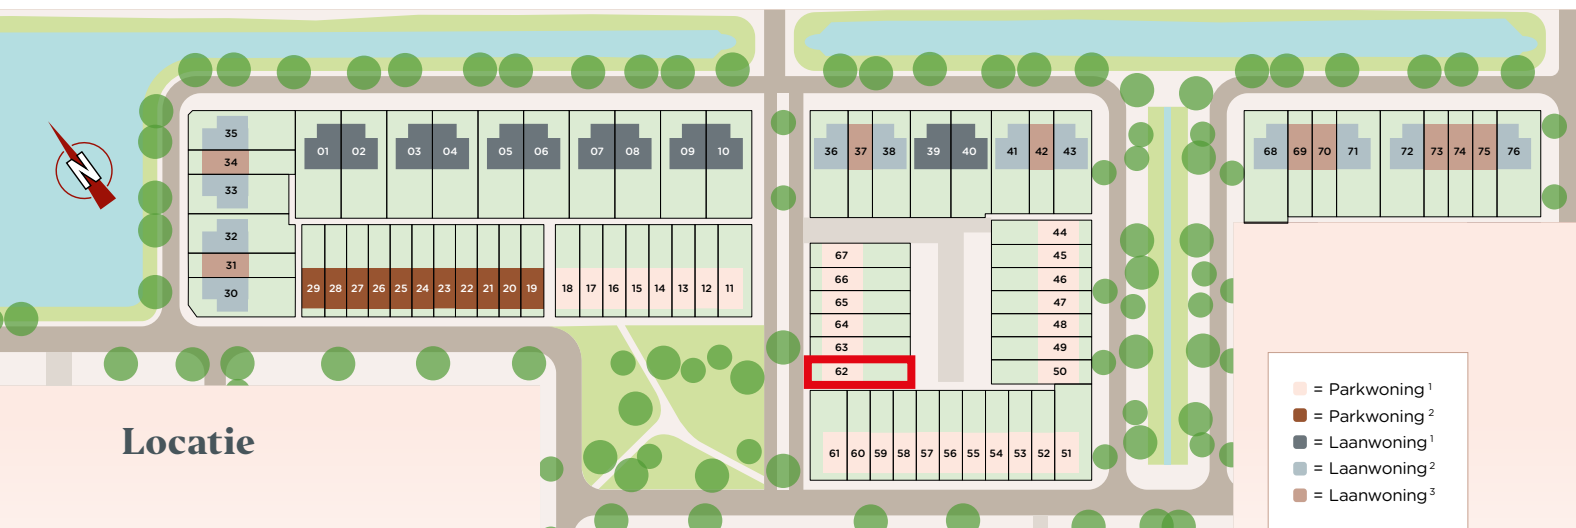 35
34
33
32
31
30
01 02 03 04 05 06 07 08 09 10
29 28 27 26 25 24 23 22 21 20 19 18 17 16 15 14 13 12 11
N
Locatie
36 37 38 39 40 41 42 43
67
66
65
64
63
62
44
45
46
47
48
49
50
61 60 59 58 57 56 55 54 53 52 51
68 69 70 71 72 73 74 75 76
= Parkwoning ¹
= Parkwoning ²
= Laanwoning ¹
= Laanwoning ²
= Laanwoning ³